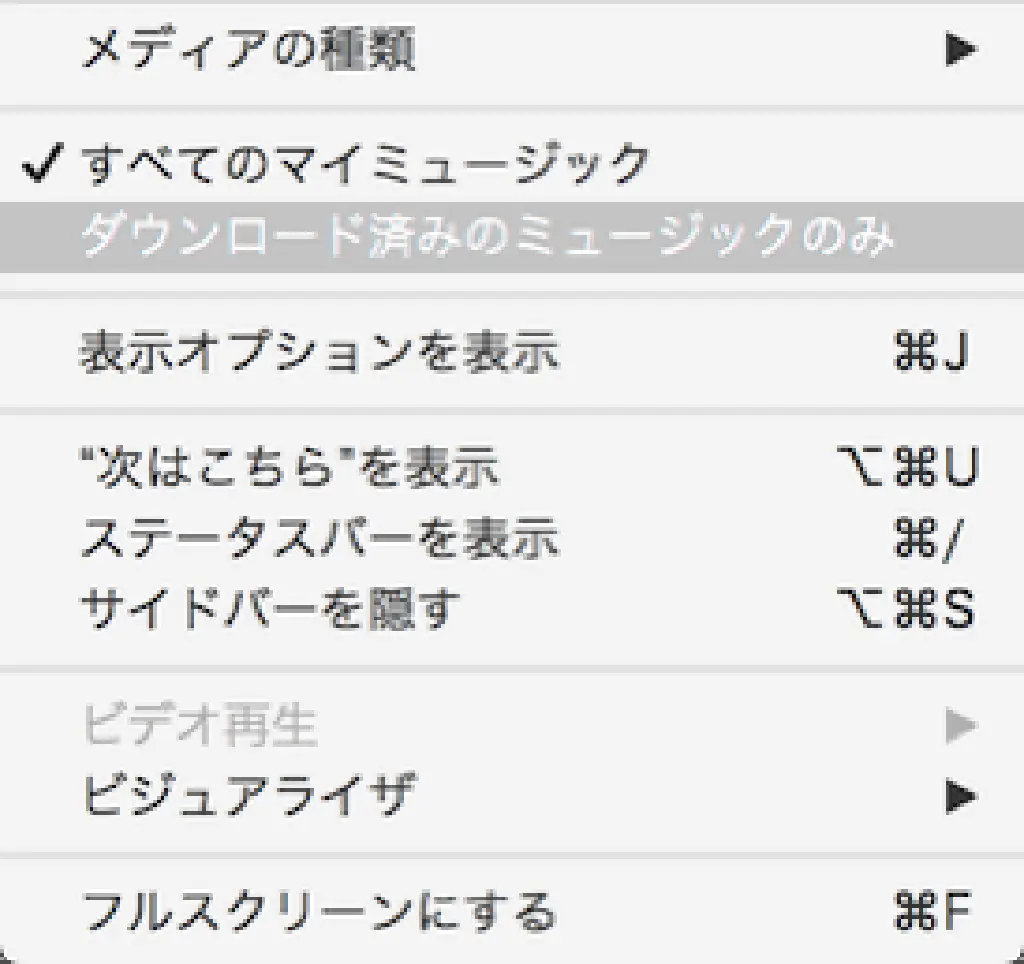 メディアの種類 ▶
✓ すべてのマイミュージック
ダウンロード済みのミュージックのみ
表示オプションを表示 ⌘J
“次はこちら”を表示 ⌥⌘U
ステータスバーを表示 ⌘/
サイドバーを隠す ⌥⌘S
ビデオ再生 ▶
ビジュアライザ ▶
フルスクリーンにする ⌘F